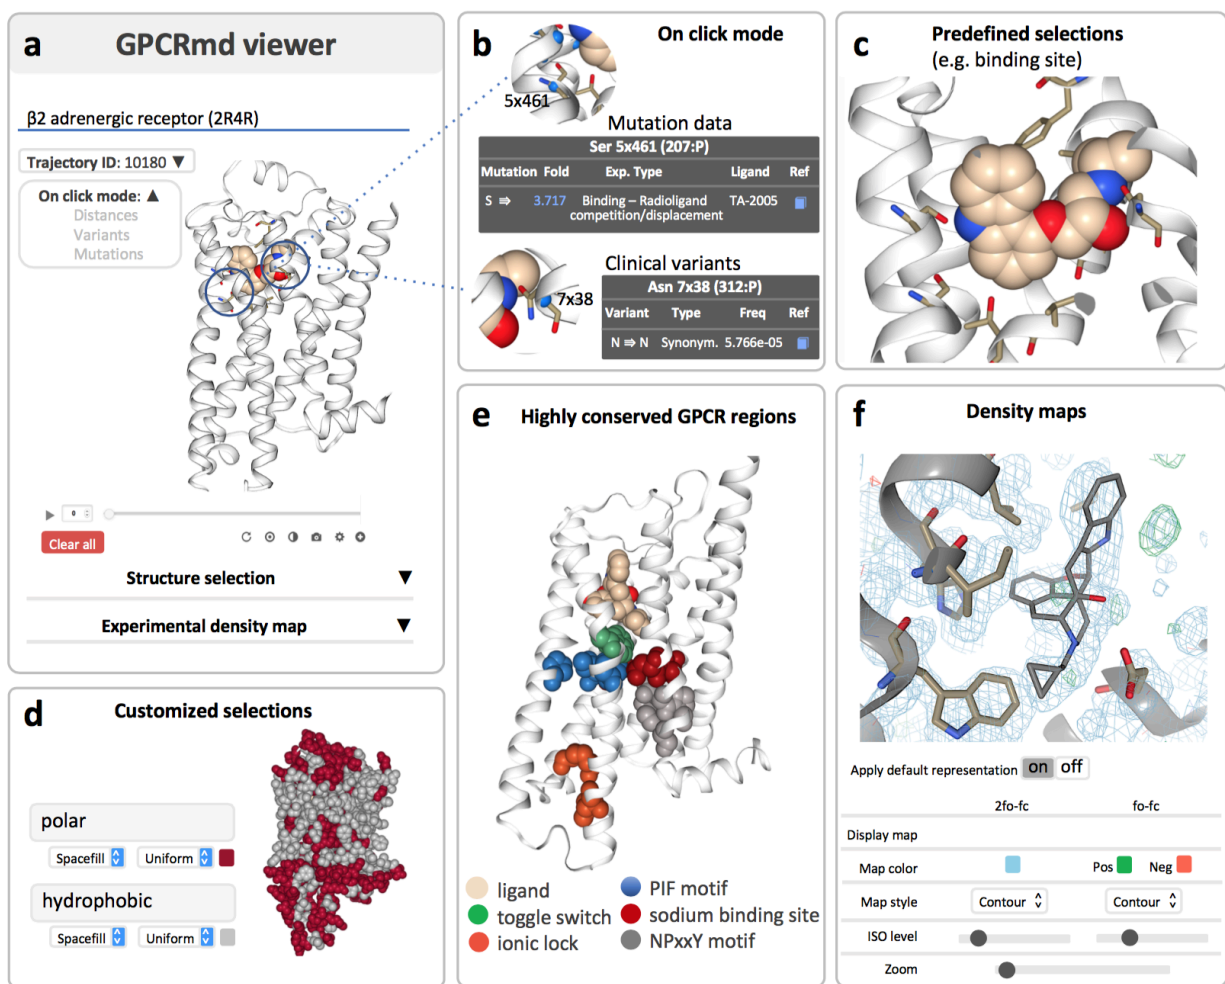 a
GPCRmd viewer
β2 adrenergic receptor (2R4R)
Trajectory ID: 10180 ▼
On click mode: ▲
Distances
Variants
Mutations
0
Clear all
Structure selection ▼
Experimental density map ▼
b
On click mode
5x461
Mutation data
Ser 5x461 (207:P)
Mutation Fold Exp. Type Ligand Ref
S ⇛ 3.717 Binding – Radioligand competition/displacement TA-2005
7x38
Clinical variants
Asn 7x38 (312:P)
Variant Type Freq Ref
N ⇛ N Synonym. 5.766e-05
c
Predefined selections
(e.g. binding site)
d
Customized selections
polar
Spacefill Uniform
hydrophobic
Spacefill Uniform
e
Highly conserved GPCR regions
ligand PIF motif
toggle switch sodium binding site
ionic lock NPxxY motif
f
Density maps
Apply default representation on off
2fo-fc fo-fc
Display map
Map color Pos Neg
Map style Contour Contour
ISO level
Zoom